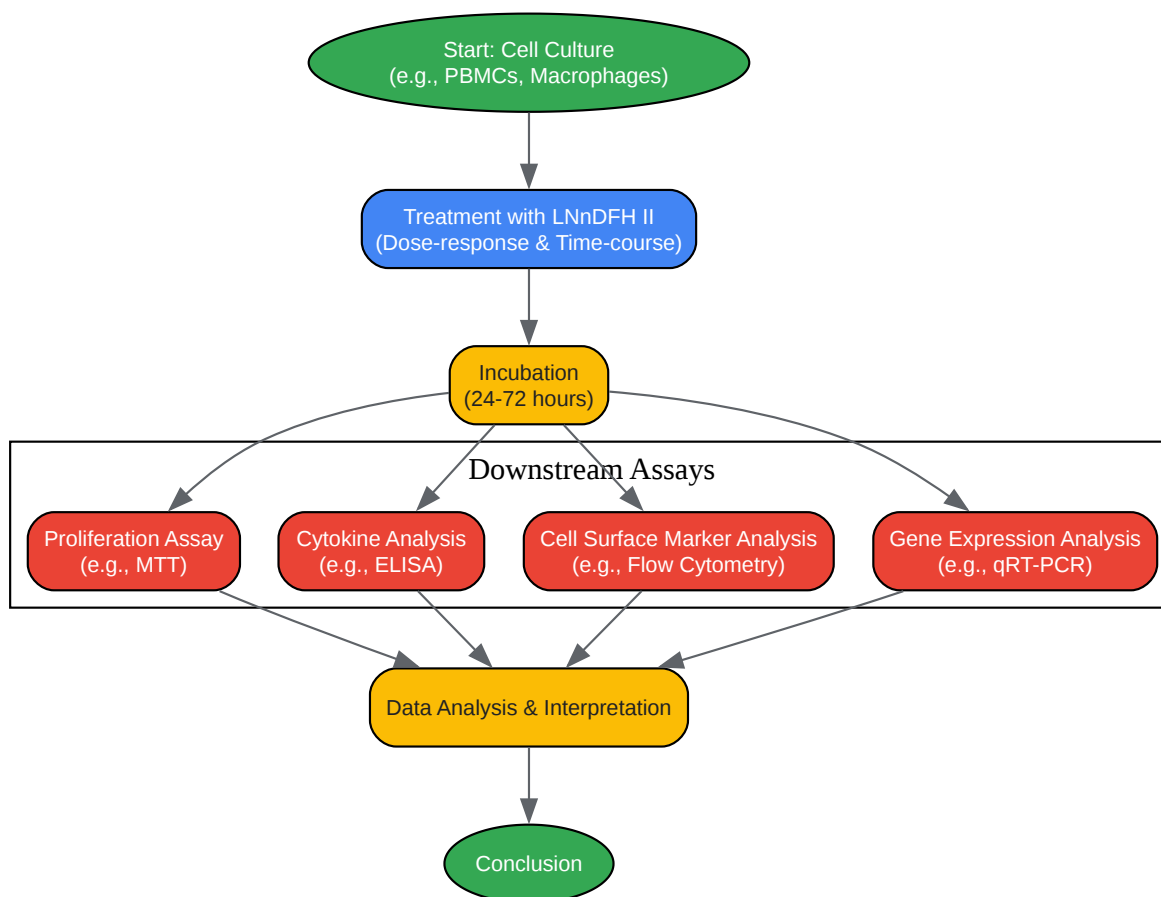 Start: Cell Culture
(e.g., PBMCs, Macrophages)
Treatment with LNnDFH II
(Dose-response & Time-course)
Incubation
(24-72 hours)
Downstream Assays
Proliferation Assay
(e.g., MTT)
Cytokine Analysis
(e.g., ELISA)
Cell Surface Marker Analysis
(e.g., Flow Cytometry)
Gene Expression Analysis
(e.g., qRT-PCR)
Data Analysis & Interpretation
Conclusion